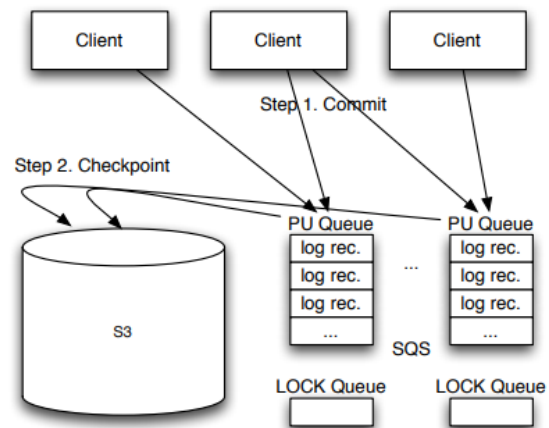 Client
Client
Client
Step 1. Commit
Step 2. Checkpoint
PU Queue
PU Queue
log rec.
log rec.
...
log rec.
log rec.
log rec.
log rec.
...
...
S3
SQS
LOCK Queue
LOCK Queue